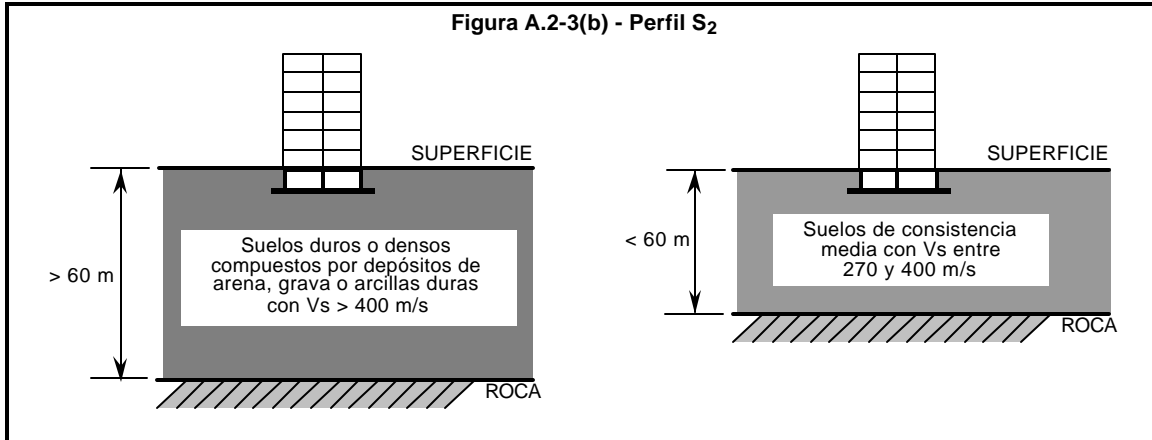 Figura A.2-3(b) - Perfil S2
SUPERFICIE
> 60 m
Suelos duros o densos
compuestos por depósitos de
arena, grava o arcillas duras
con Vs > 400 m/s
ROCA
SUPERFICIE
< 60 m
Suelos de consistencia
media con Vs entre
270 y 400 m/s
ROCA